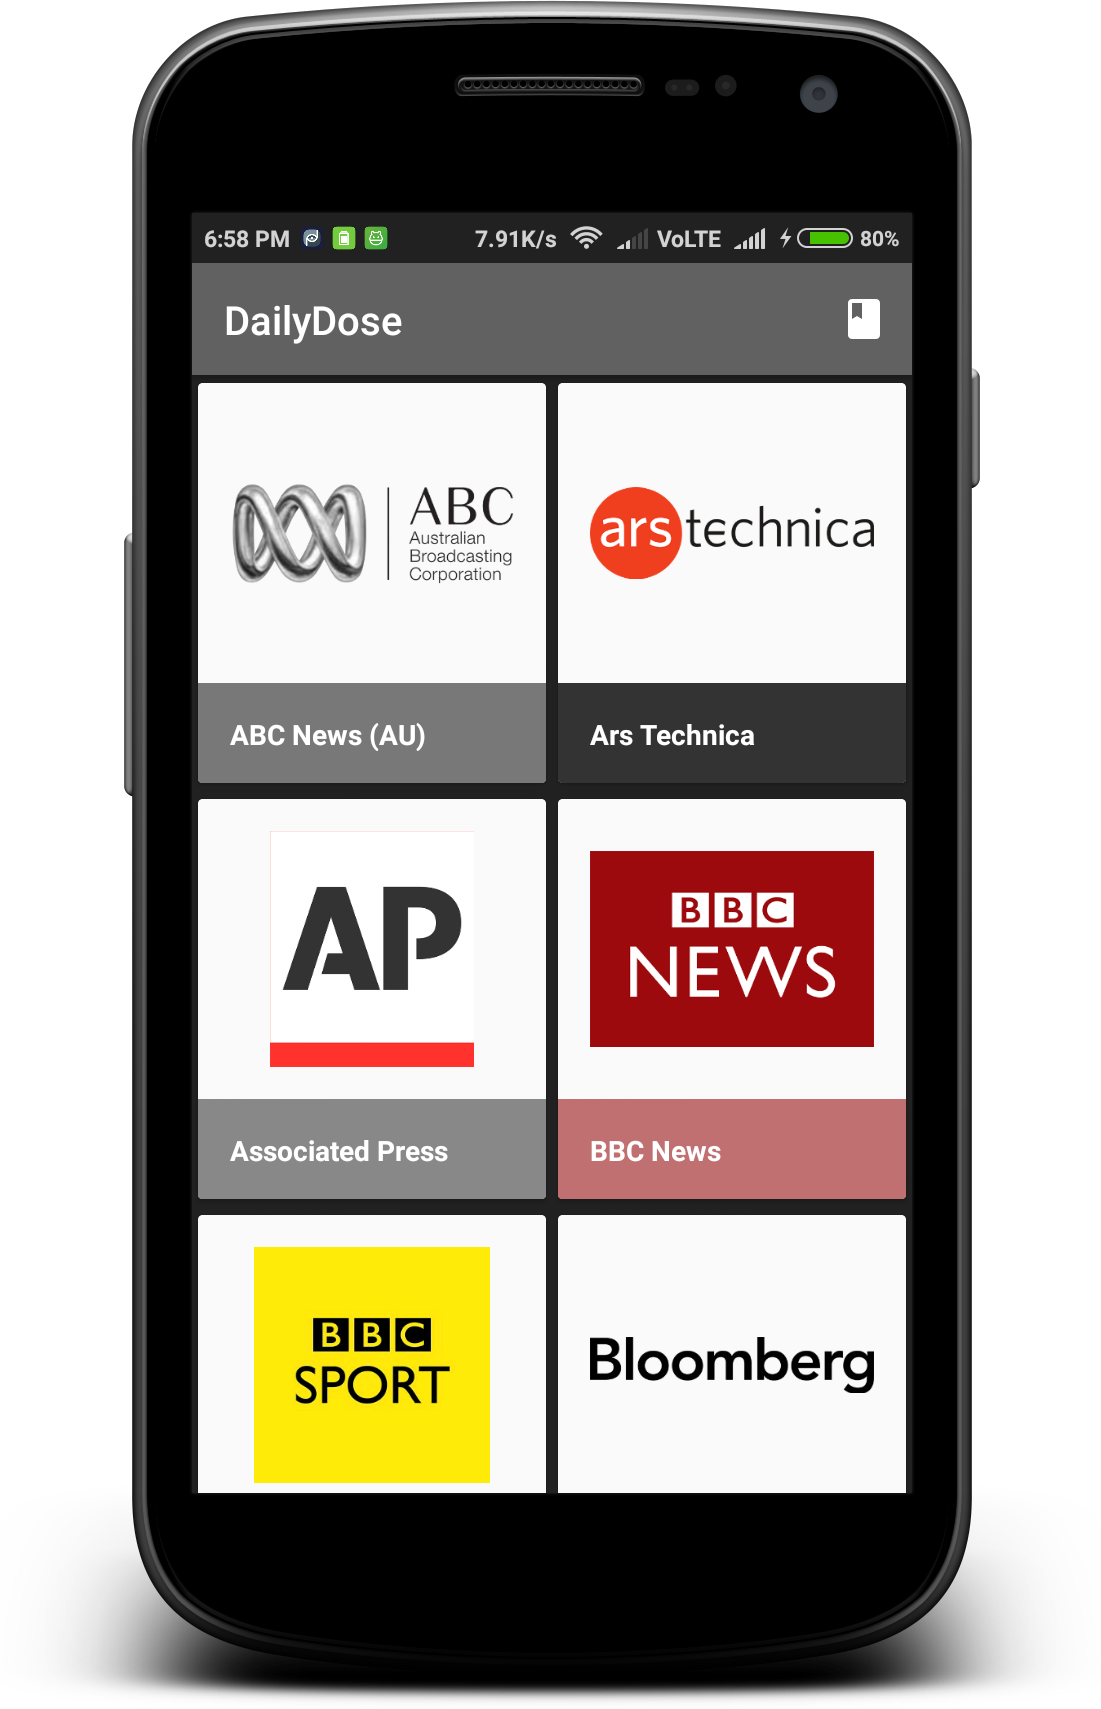 6:58 PM 7.91K/s VoLTE 80%
DailyDose
ABC
Australian
Broadcasting
Corporation
ars technica
ABC News (AU)
Ars Technica
AP
BBC
NEWS
Associated Press
BBC News
BBC
SPORT
Bloomberg